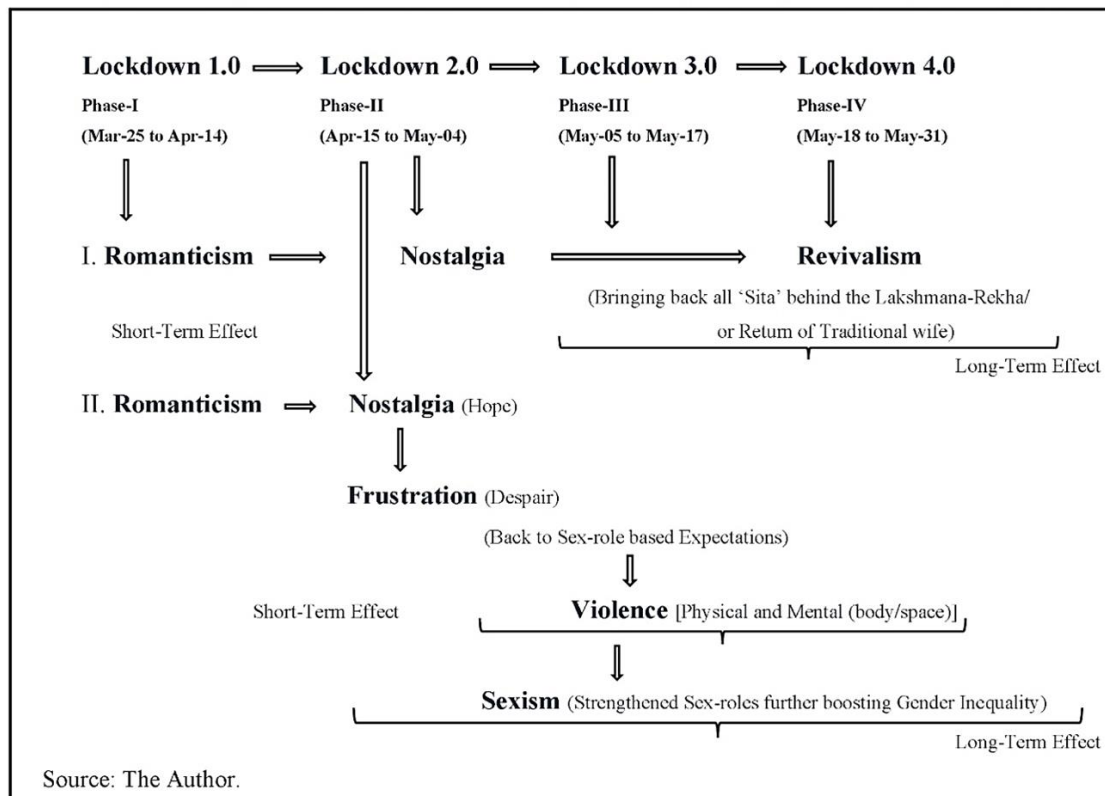 Lockdown 1.0 ⇒ Lockdown 2.0 ⇒ Lockdown 3.0 ⇒ Lockdown 4.0
Phase-I Phase-II Phase-III Phase-IV
(Mar-25 to Apr-14) (Apr-15 to May-04) (May-05 to May-17) (May-18 to May-31)
I. Romanticism ⇒ Nostalgia ⇒ Revivalism
(Bringing back all ‘Sita’ behind the Lakshmana-Rekha/
Short-Term Effect or Return of Traditional wife)
Long-Term Effect
II. Romanticism ⇒ Nostalgia (Hope)
Frustration (Despair)
(Back to Sex-role based Expectations)
Short-Term Effect Violence [Physical and Mental (body/space)]
Sexism (Strengthened Sex-roles further boosting Gender Inequality)
Long-Term Effect
Source: The Author.